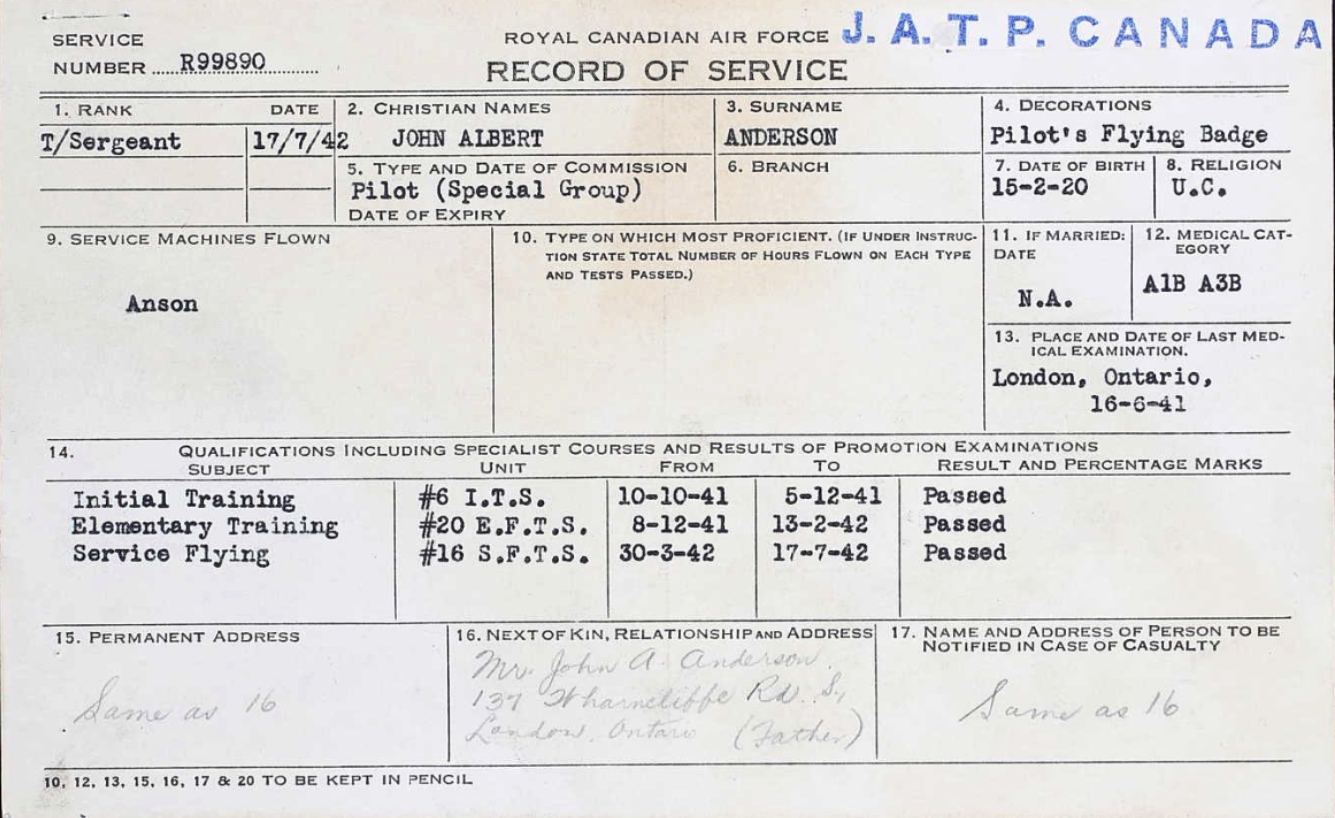 SERVICE
NUMBER R99890
ROYAL CANADIAN AIR FORCE J. A. T. P. CANADA
RECORD OF SERVICE
1. RANK DATE
T/Sergeant 17/7/42
2. CHRISTIAN NAMES
JOHN ALBERT
3. SURNAME
ANDERSON
4. DECORATIONS
Pilot's Flying Badge
5. TYPE AND DATE OF COMMISSION
Pilot (Special Group)
DATE OF EXPIRY
6. BRANCH
7. DATE OF BIRTH
15-2-20
8. RELIGION
U.C.
9. SERVICE MACHINES FLOWN
Anson
10. TYPE ON WHICH MOST PROFICIENT. (IF UNDER INSTRUC-
TION STATE TOTAL NUMBER OF HOURS FLOWN ON EACH TYPE
AND TESTS PASSED.)
11. IF MARRIED:
DATE
N.A.
12. MEDICAL CAT-
EGORY
A1B A3B
13. PLACE AND DATE OF LAST MED-
ICAL EXAMINATION.
London, Ontario,
16-6-41
14. QUALIFICATIONS INCLUDING SPECIALIST COURSES AND RESULTS OF PROMOTION EXAMINATIONS
SUBJECT UNIT FROM TO RESULT AND PERCENTAGE MARKS
Initial Training #6 I.T.S. 10-10-41 5-12-41 Passed
Elementary Training #20 E.F.T.S. 8-12-41 13-2-42 Passed
Service Flying #16 S.F.T.S. 30-3-42 17-7-42 Passed
15. PERMANENT ADDRESS
Same as 16
16. NEXT OF KIN, RELATIONSHIP AND ADDRESS
Mr. John A. Anderson
137 Wharncliffe Rd. S.,
London, Ontario (Father)
17. NAME AND ADDRESS OF PERSON TO BE
NOTIFIED IN CASE OF CASUALTY
Same as 16
10, 12, 13, 15, 16, 17 & 20 TO BE KEPT IN PENCIL